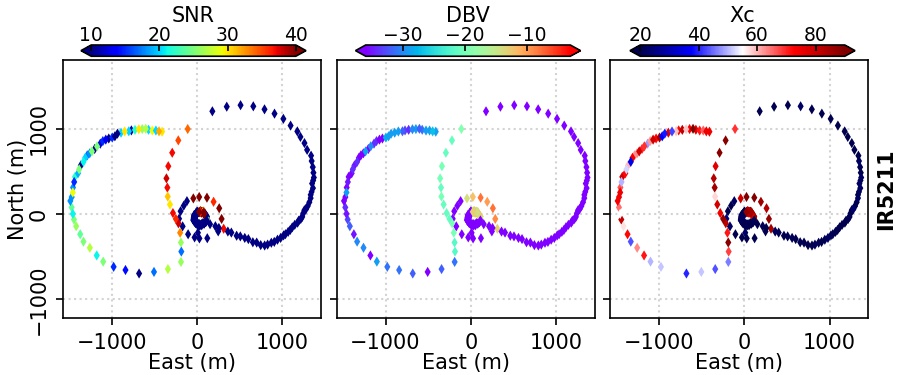 SNR DBV Xc
10 20 30 40 −30 −20 −10 20 40 60 80
North (m)
1000
0
−1000
−1000 0 1000 −1000 0 1000 −1000 0 1000
East (m) East (m) East (m)
IR5211